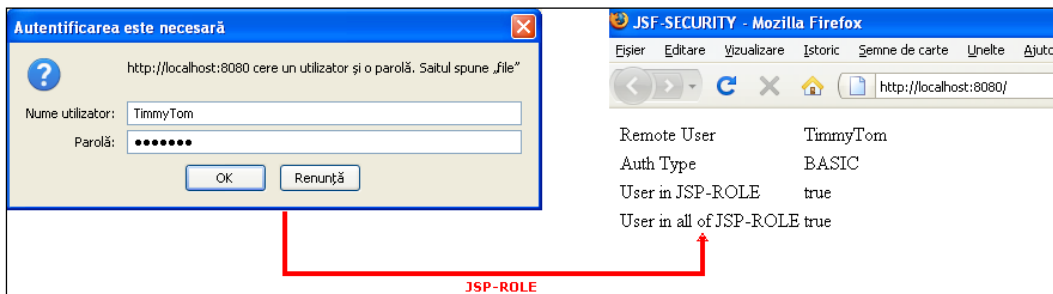 Autentificarea este necesară
http://localhost:8080 cere un utilizator și o parolă. Saitul spune „file”
Nume utilizator: TimmyTom
Parolă: ●●●●●●●
OK Renunță
JSF-SECURITY - Mozilla Firefox
Fișier Editare Vizualizare Istoric Semne de carte Unelte Ajuto
http://localhost:8080/
Remote User TimmyTom
Auth Type BASIC
User in JSP-ROLE true
User in all of JSP-ROLE true
JSP-ROLE